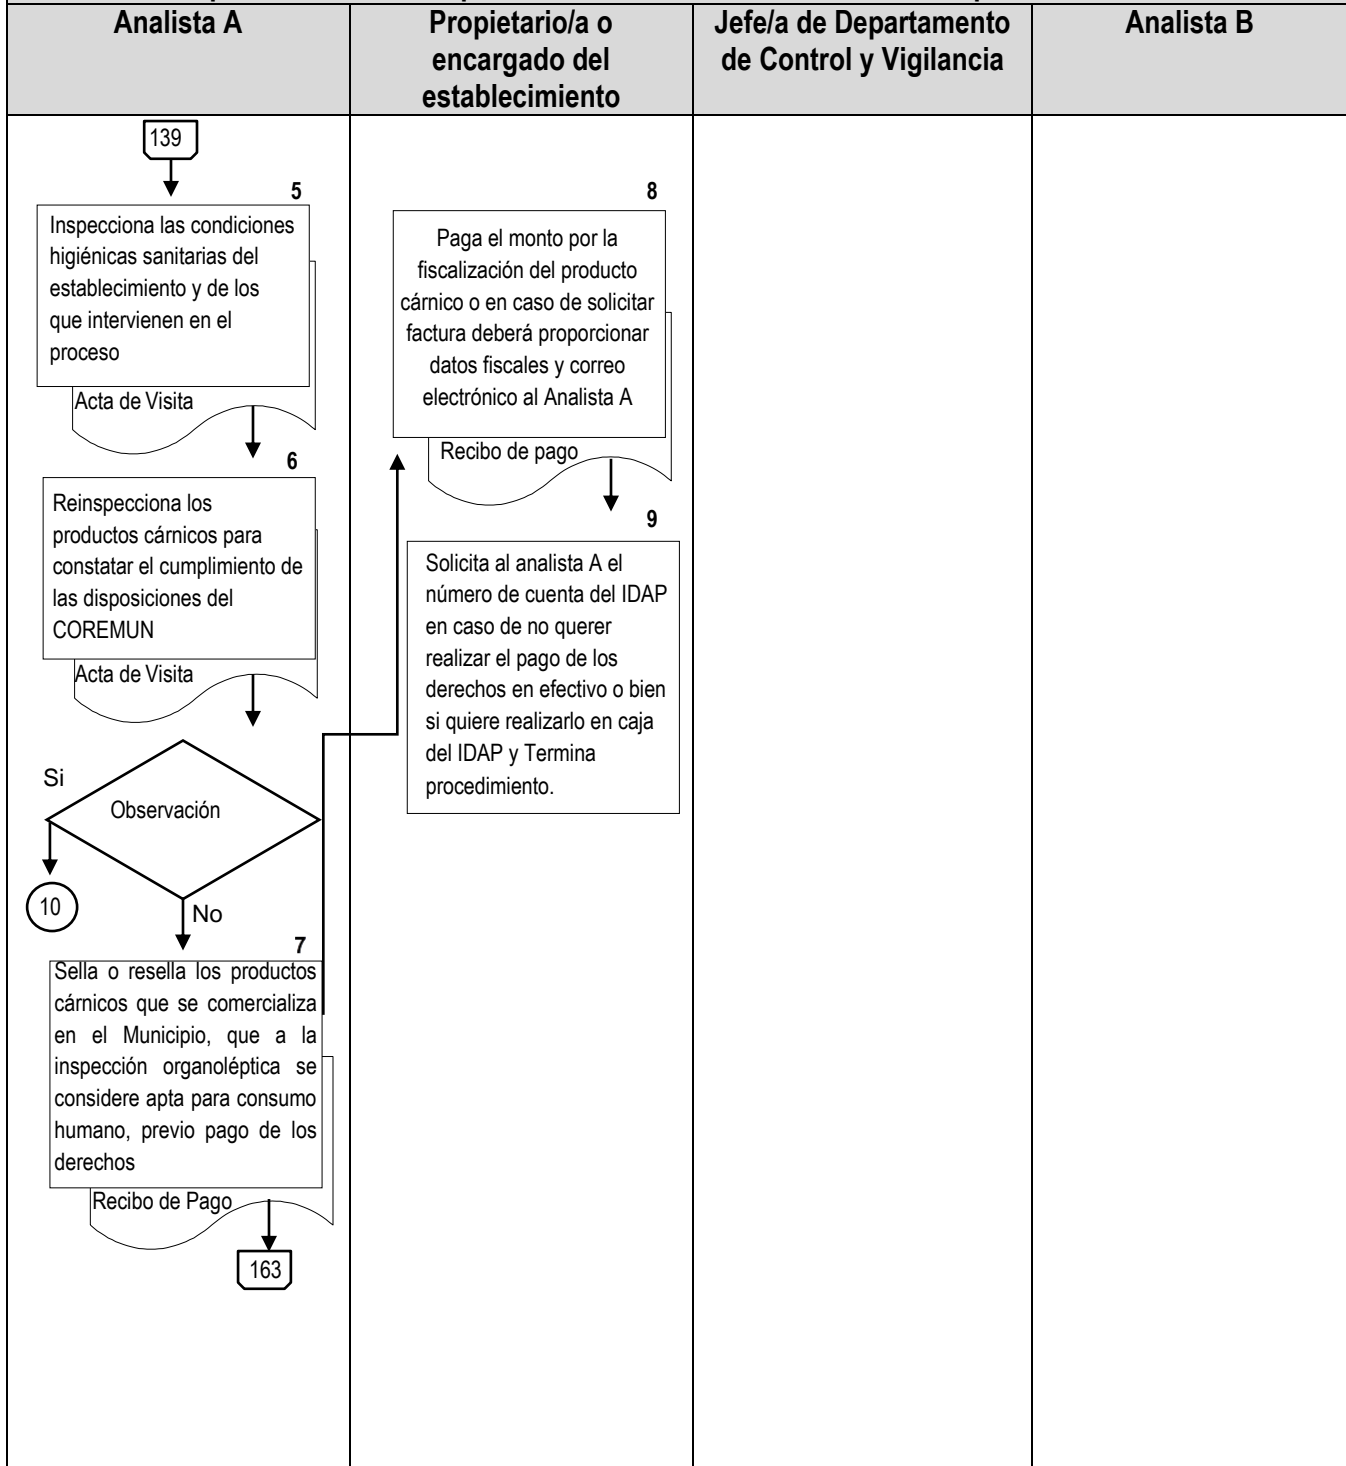 Analista A
Propietario/a o
encargado del
establecimiento
Jefe/a de Departamento
de Control y Vigilancia
Analista B
139
5
Inspecciona las condiciones
higiénicas sanitarias del
establecimiento y de los
que intervienen en el
proceso
Acta de Visita
6
Reinspecciona los
productos cárnicos para
constatar el cumplimiento de
las disposiciones del
COREMUN
Acta de Visita
Si
Observación
10
No
7
Sella o resella los productos
cárnicos que se comercializa
en el Municipio, que a la
inspección organoléptica se
considere apta para consumo
humano, previo pago de los
derechos
Recibo de Pago
163
8
Paga el monto por la
fiscalización del producto
cárnico o en caso de solicitar
factura deberá proporcionar
datos fiscales y correo
electrónico al Analista A
Recibo de pago
9
Solicita al analista A el
número de cuenta del IDAP
en caso de no querer
realizar el pago de los
derechos en efectivo o bien
si quiere realizarlo en caja
del IDAP y Termina
procedimiento.